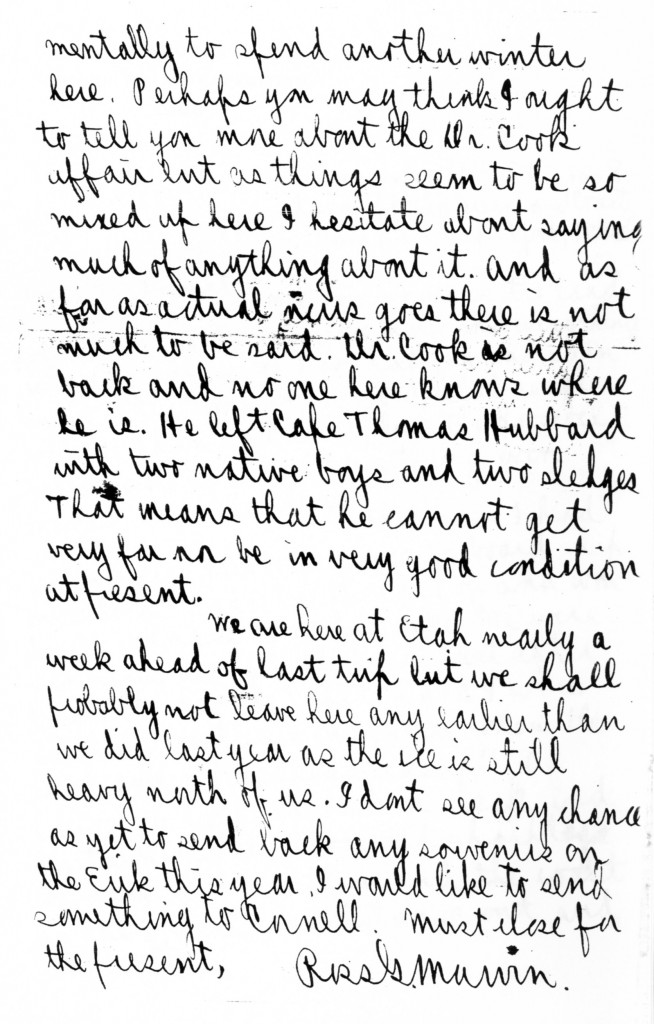 mentally to spend another winter
here. Perhaps you may think I ought
to tell you more about the Dr. Cook
affair but as things seem to be so
mixed up here I hesitate about saying
much of anything about it. and as
far as actual news goes there is not
much to be said. Dr. Cook is not
back and no one here knows where
he is. He left Cape Thomas Hubbard
with two native boys and two sledges
That means that he cannot get
very far nor be in very good condition
at present.
We are here at Etah nearly a
week ahead of last trip but we shall
probably not leave here any earlier than
we did last year as the ice is still
heavy north of us. I dont see any chance
as yet to send back any souvenirs on
the Erik this year. I would like to send
something to Cornell. Must close for
the present,   Ross G. Marvin.